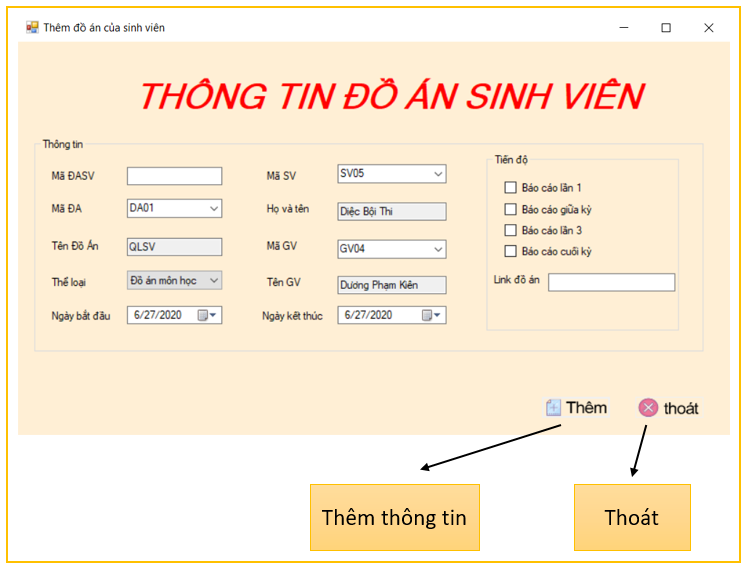 Thêm đồ án của sinh viên
THÔNG TIN ĐỒ ÁN SINH VIÊN
Thông tin
Mã ĐASV
Mã SV
SV05
Mã ĐA
DA01
Họ và tên
Diệc Bội Thi
Tên Đồ Án
QLSV
Mã GV
GV04
Thể loại
Đồ án môn học
Tên GV
Dương Phạm Kiên
Ngày bắt đầu
6/27/2020
Ngày kết thúc
6/27/2020
Tiến độ
Báo cáo lần 1
Báo cáo giữa kỳ
Báo cáo lần 3
Báo cáo cuối kỳ
Link đồ án
Thêm
thoát
Thêm thông tin
Thoát